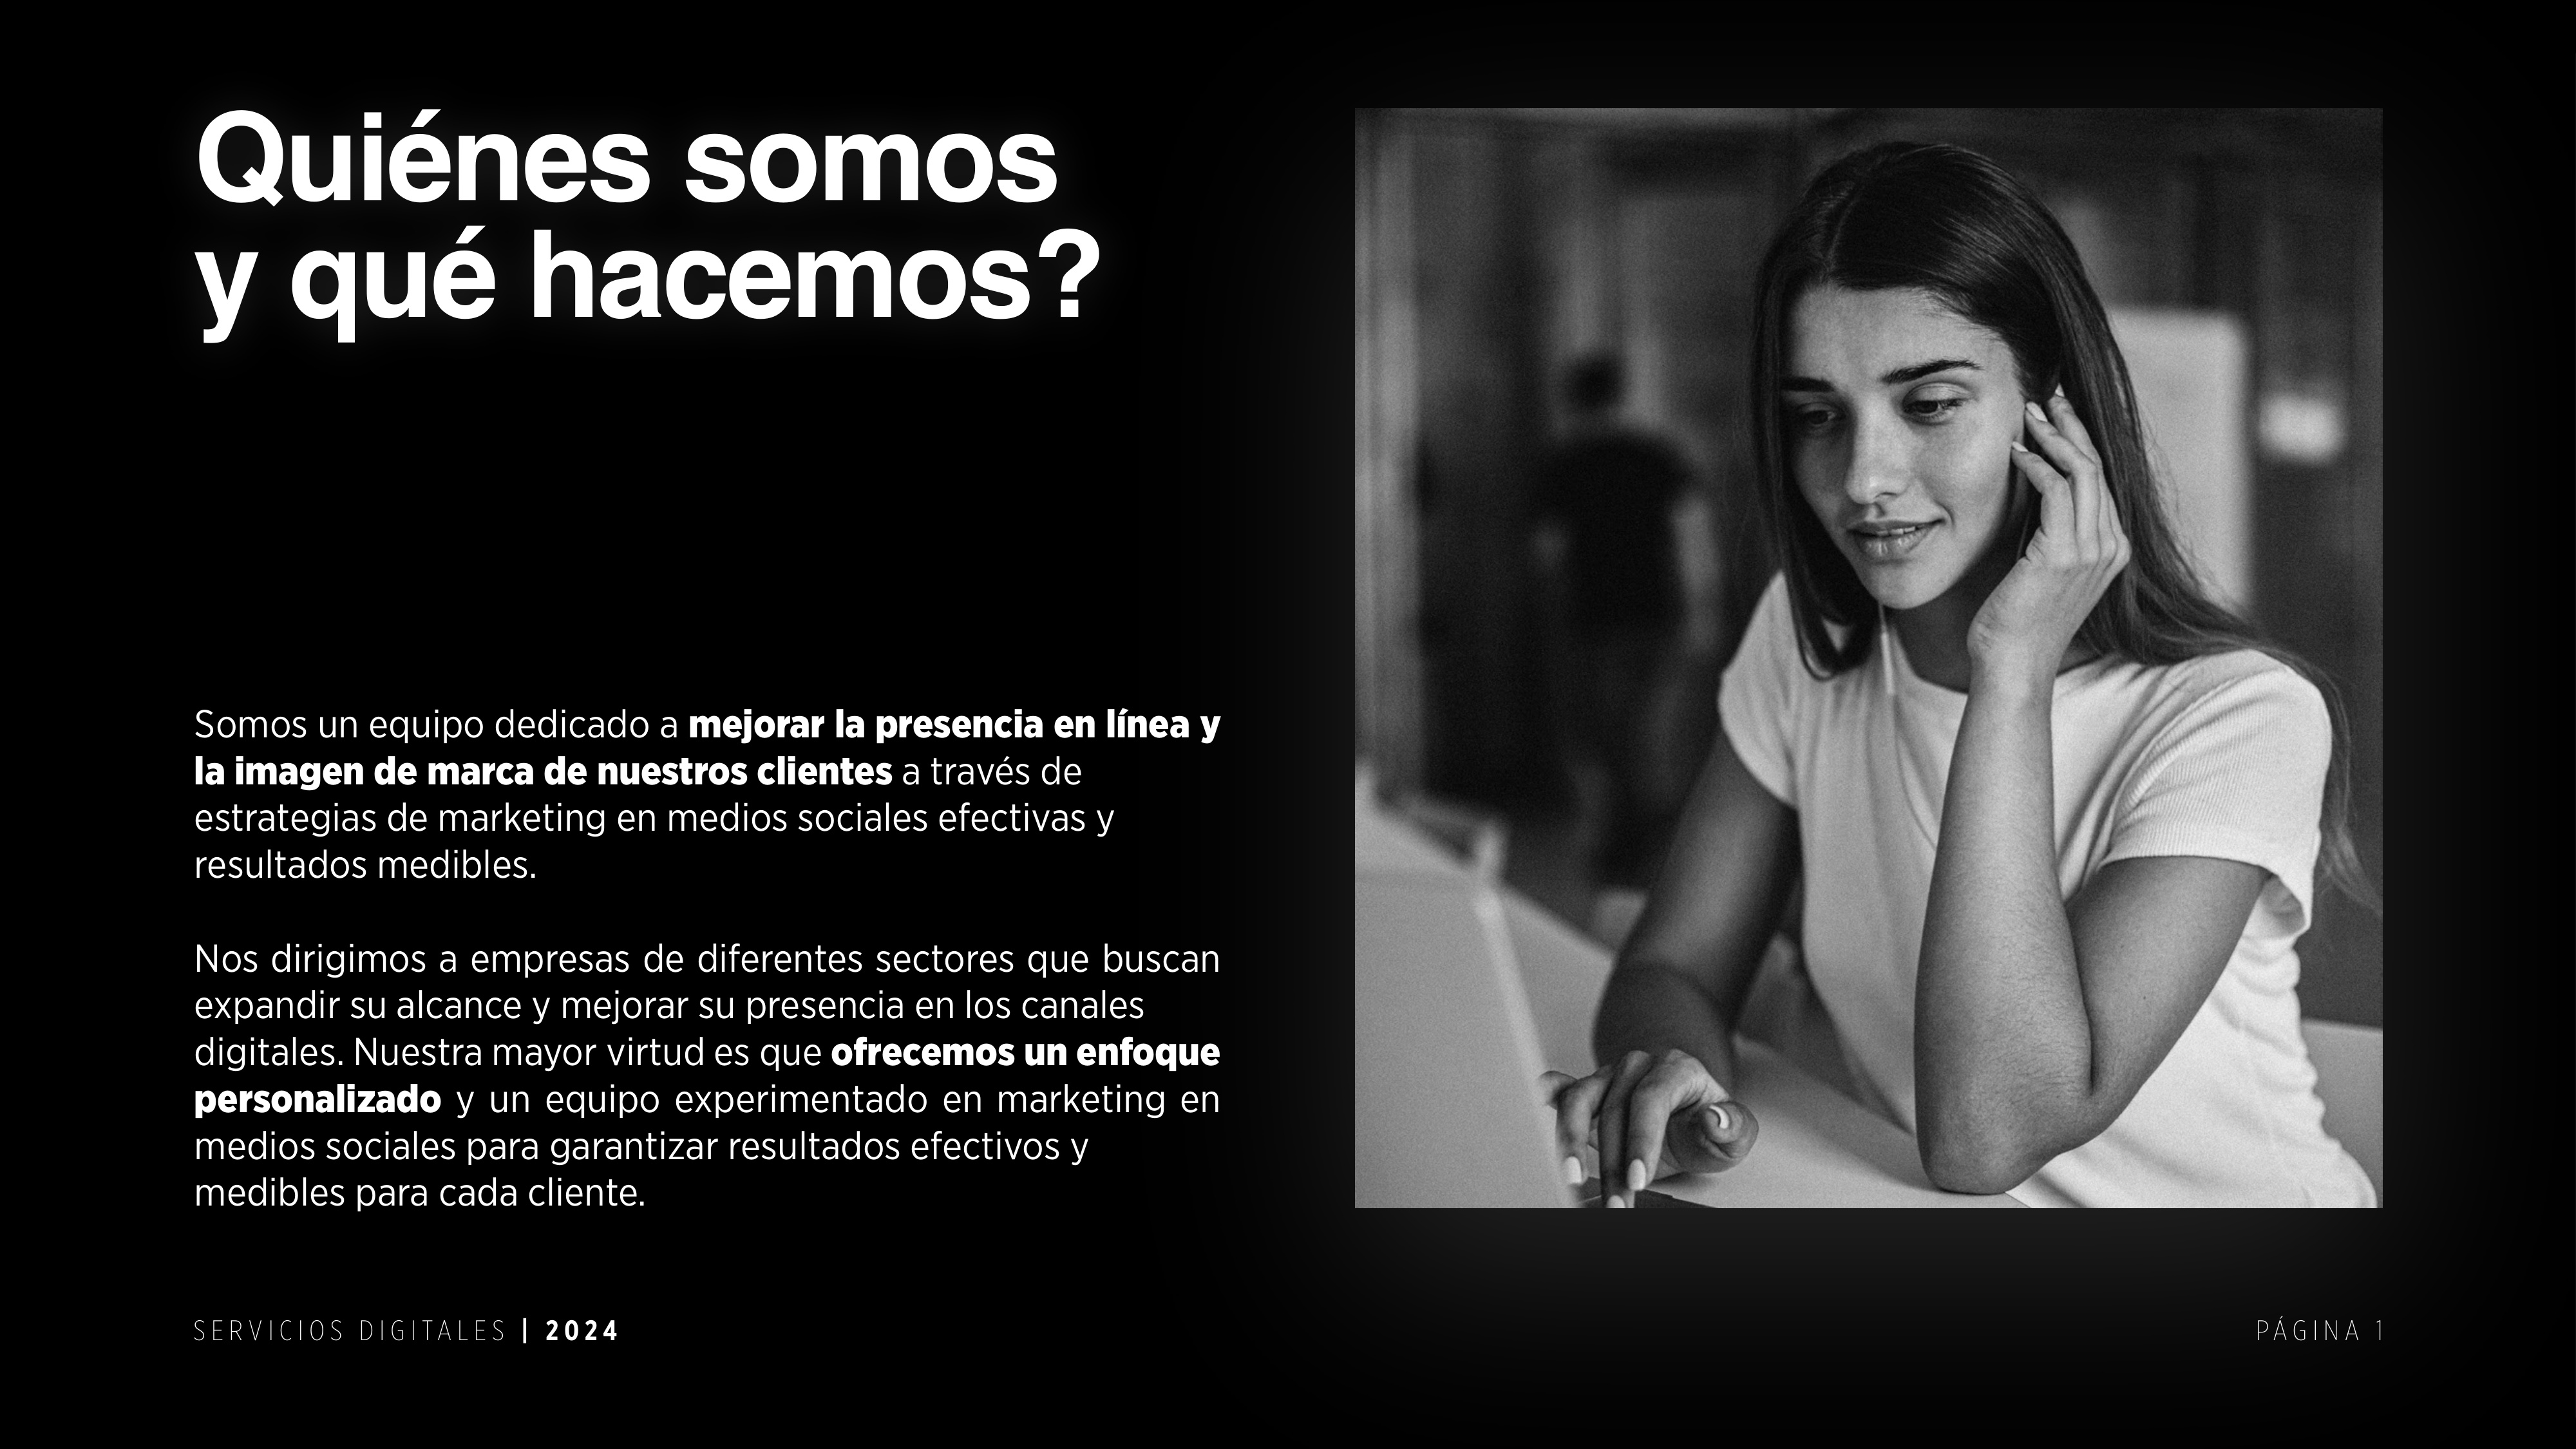 Quiénes somos
y qué hacemos?
Somos un equipo dedicado a mejorar la presencia en línea y
la imagen de marca de nuestros clientes a través de
estrategias de marketing en medios sociales efectivas y
resultados medibles.
Nos dirigimos a empresas de diferentes sectores que buscan
expandir su alcance y mejorar su presencia en los canales
digitales. Nuestra mayor virtud es que ofrecemos un enfoque
personalizado y un equipo experimentado en marketing en
medios sociales para garantizar resultados efectivos y
medibles para cada cliente.
SERVICIOS DIGITALES | 2024
PÁGINA 1